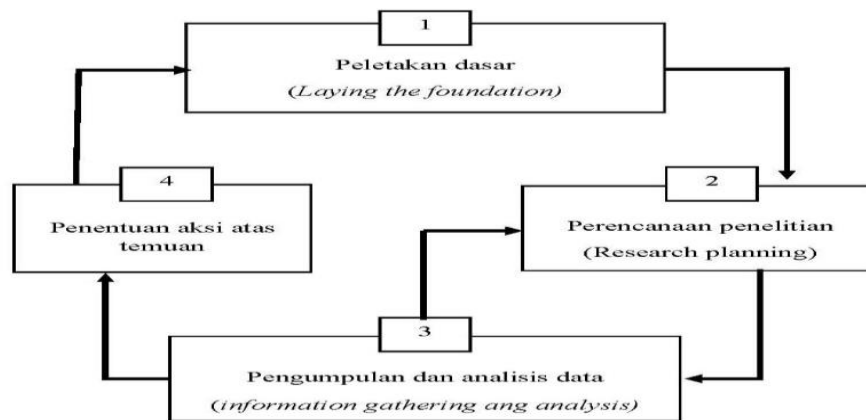 1
Peletakan dasar
(Laying the foundation)
4
Penentuan aksi atas
temuan
2
Perencanaan penelitian
(Research planning)
3
Pengumpulan dan analisis data
(information gathering ang analysis)